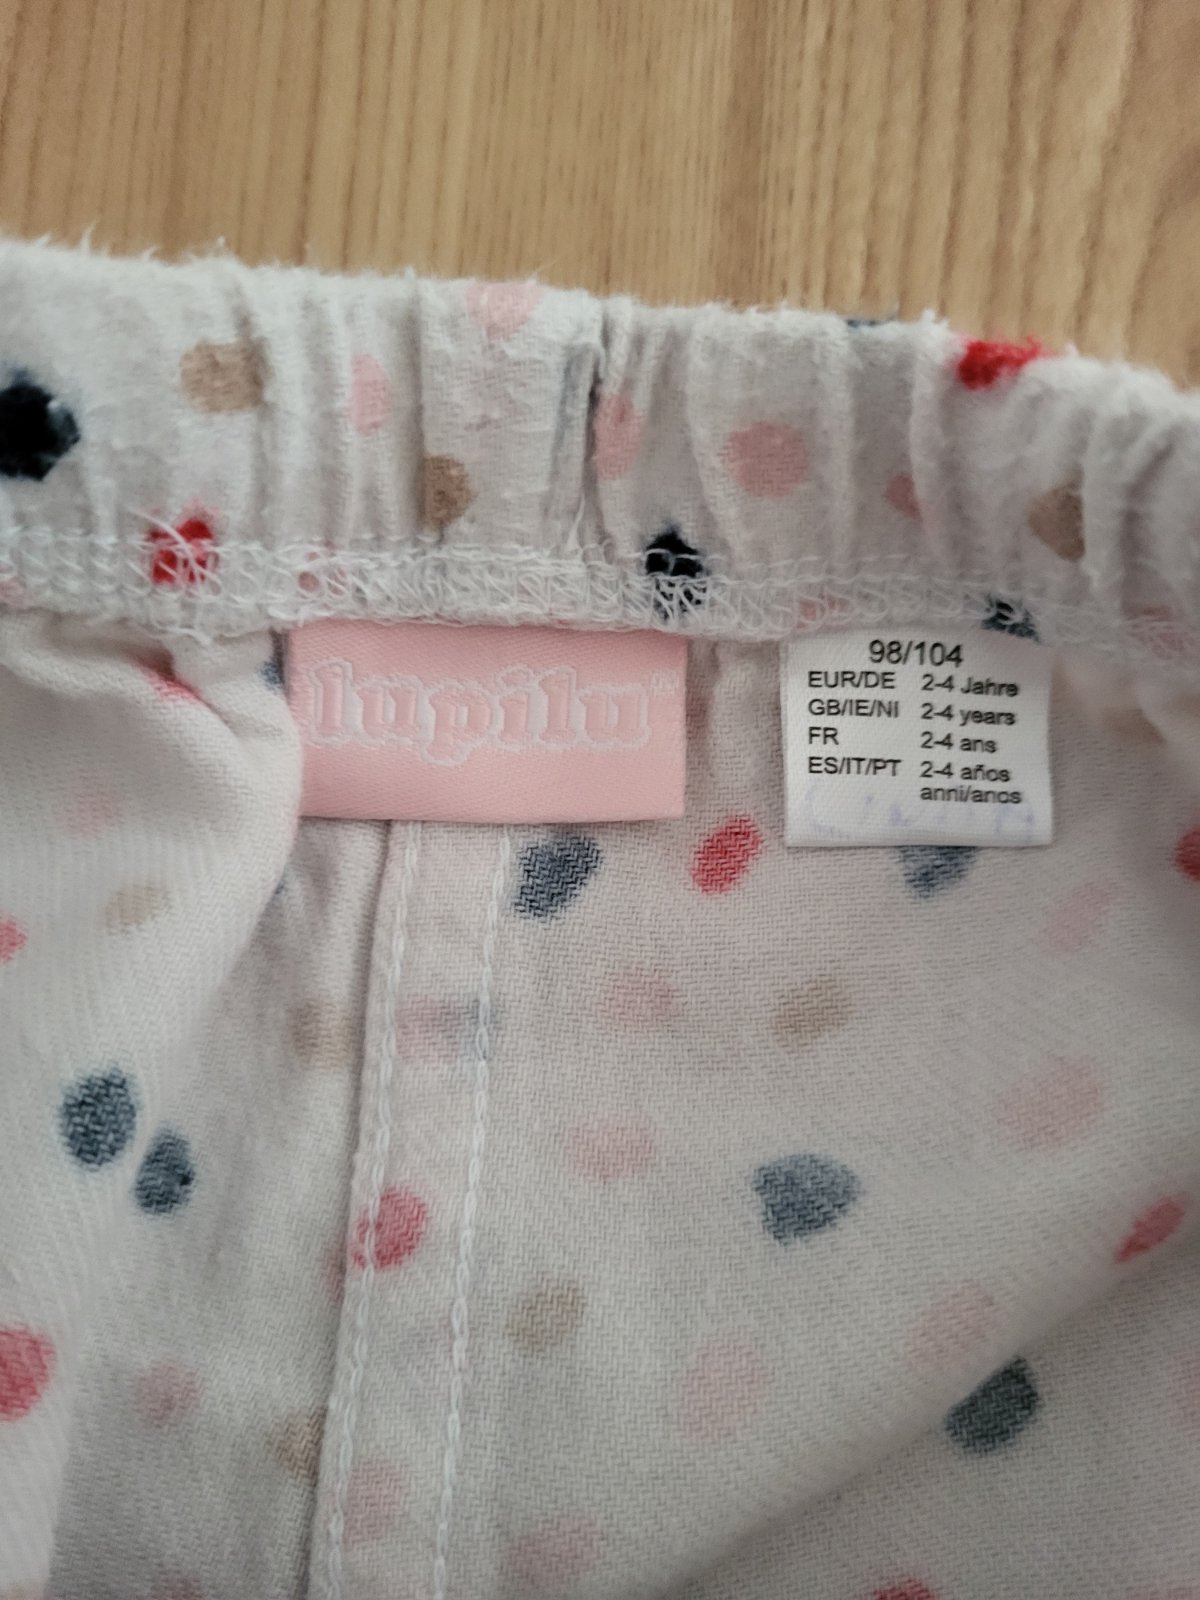 lupilu™
98/104
EUR/DE 2-4 Jahre
GB/IE/NI 2-4 years
FR 2-4 ans
ES/IT/PT 2-4 años
anni/anos